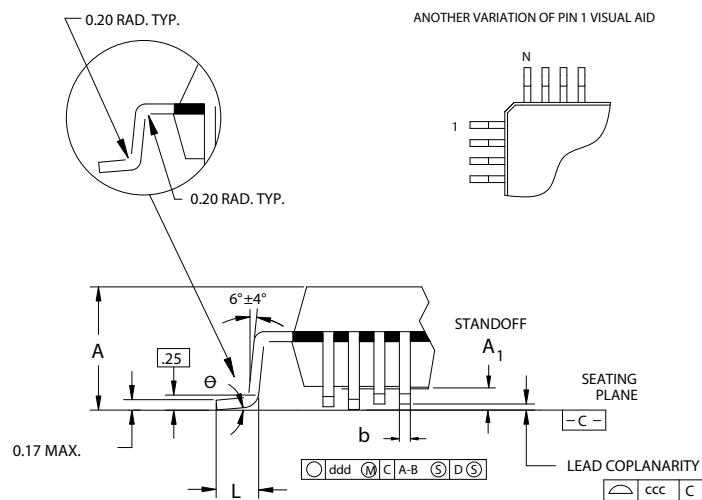 0.20 RAD. TYP.
ANOTHER VARIATION OF PIN 1 VISUAL AID
N
1
0.20 RAD. TYP.
6°±4°
A
STANDOFF
A1
.25
Θ
SEATING
PLANE
–C–
0.17 MAX.
b
L
ddd Ⓜ C A-B Ⓢ D Ⓢ
LEAD COPLANARITY
ccc C